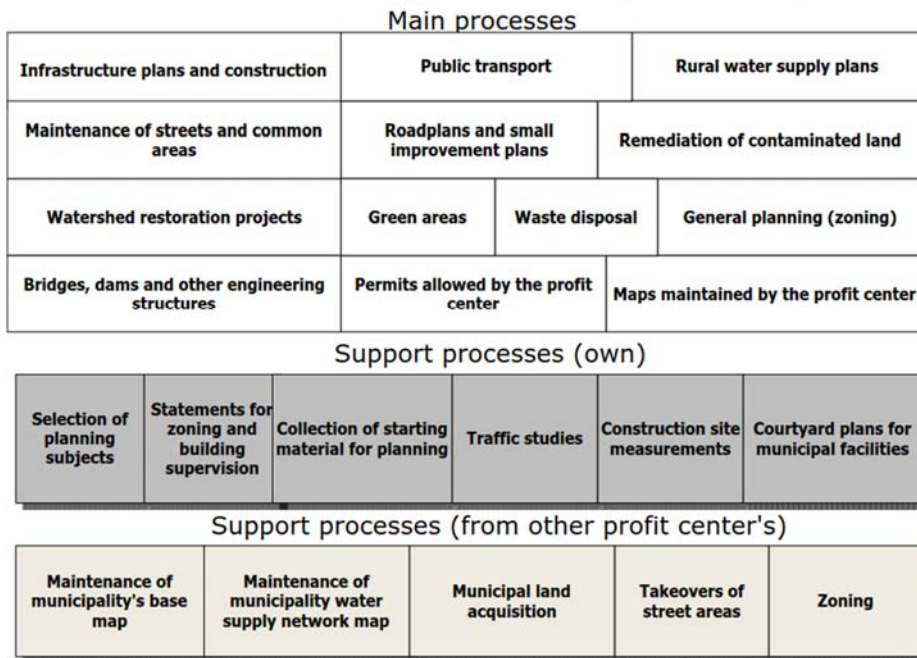 Main processes
Infrastructure plans and construction
Public transport
Rural water supply plans
Maintenance of streets and common
areas
Roadplans and small
improvement plans
Remediation of contaminated land
Watershed restoration projects
Green areas
Waste disposal
General planning (zoning)
Bridges, dams and other engineering
structures
Permits allowed by the profit
center
Maps maintained by the profit center
Support processes (own)
Selection of
planning
subjects
Statements for
zoning and
building
supervision
Collection of starting
material for planning
Traffic studies
Construction site
measurements
Courtyard plans for
municipal facilities
Support processes (from other profit center's)
Maintenance of
municipality's base
map
Maintenance of
municipality water
supply network map
Municipal land
acquisition
Takeovers of
street areas
Zoning